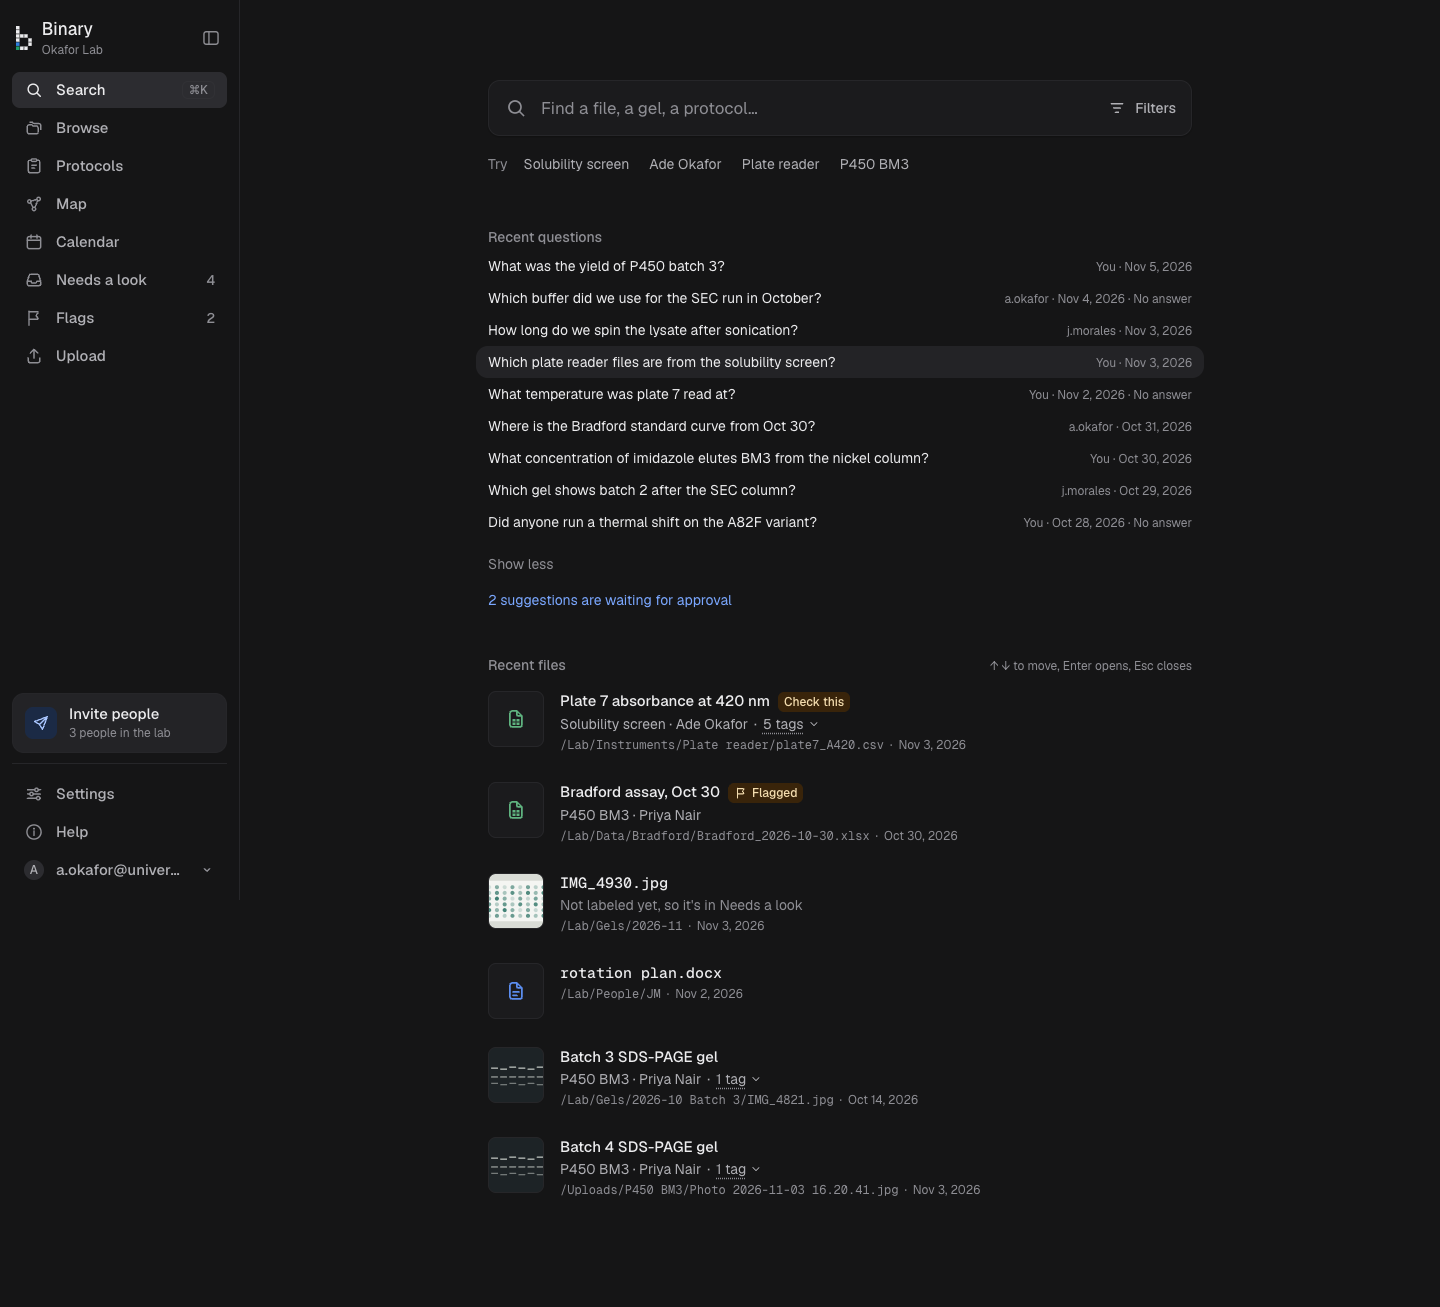 Binary
Okafor Lab
Search ⌘K
Browse
Protocols
Map
Calendar
Needs a look 4
Flags 2
Upload
Invite people
3 people in the lab
Settings
Help
A a.okafor@univer...
Find a file, a gel, a protocol...
Filters
Try Solubility screen Ade Okafor Plate reader P450 BM3
Recent questions
What was the yield of P450 batch 3? You · Nov 5, 2026
Which buffer did we use for the SEC run in October? a.okafor · Nov 4, 2026 · No answer
How long do we spin the lysate after sonication? j.morales · Nov 3, 2026
Which plate reader files are from the solubility screen? You · Nov 3, 2026
What temperature was plate 7 read at? You · Nov 2, 2026 · No answer
Where is the Bradford standard curve from Oct 30? a.okafor · Oct 31, 2026
What concentration of imidazole elutes BM3 from the nickel column? You · Oct 30, 2026
Which gel shows batch 2 after the SEC column? j.morales · Oct 29, 2026
Did anyone run a thermal shift on the A82F variant? You · Oct 28, 2026 · No answer
Show less
2 suggestions are waiting for approval
Recent files ↑↓ to move, Enter opens, Esc closes
Plate 7 absorbance at 420 nm Check this
Solubility screen · Ade Okafor · 5 tags
/Lab/Instruments/Plate reader/plate7_A420.csv · Nov 3, 2026
Bradford assay, Oct 30 Flagged
P450 BM3 · Priya Nair
/Lab/Data/Bradford/Bradford_2026-10-30.xlsx · Oct 30, 2026
IMG_4930.jpg
Not labeled yet, so it's in Needs a look
/Lab/Gels/2026-11 · Nov 3, 2026
rotation plan.docx
/Lab/People/JM · Nov 2, 2026
Batch 3 SDS-PAGE gel
P450 BM3 · Priya Nair · 1 tag
/Lab/Gels/2026-10 Batch 3/IMG_4821.jpg · Oct 14, 2026
Batch 4 SDS-PAGE gel
P450 BM3 · Priya Nair · 1 tag
/Uploads/P450 BM3/Photo 2026-11-03 16.20.41.jpg · Nov 3, 2026